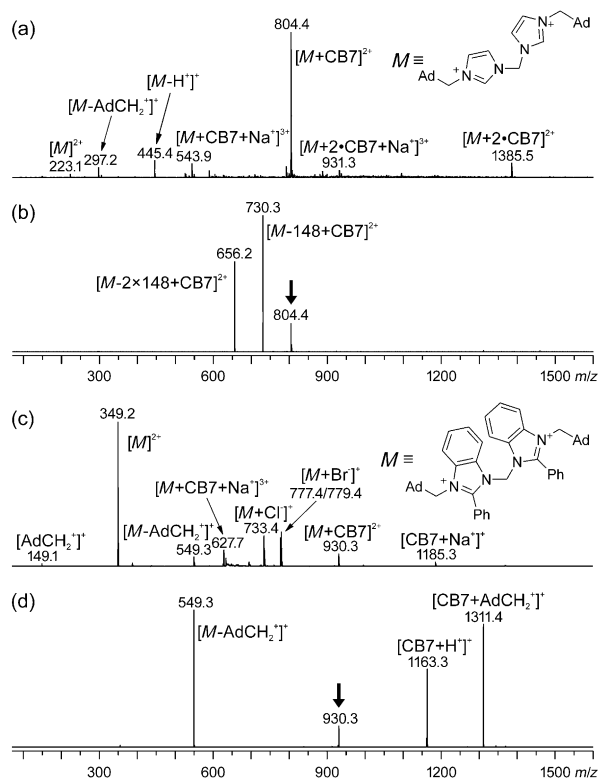 (a)
804.4
[M+CB7]²⁺
M ≡
Ad
N
+
N
N
N
+
Ad
[M-H⁺]⁺
[M-AdCH₂⁺]⁺
[M]²⁺
223.1
297.2
445.4
[M+CB7+Na⁺]³⁺
543.9
[M+2•CB7+Na⁺]³⁺
931.3
[M+2•CB7]²⁺
1385.5
(b)
730.3
[M-148+CB7]²⁺
656.2
[M-2×148+CB7]²⁺
804.4
300 600 900 1200 1500 m/z
(c)
349.2
[M]²⁺
M ≡
Ad
N
+
N
Ph
N
N
+
Ad
Ph
[M+CB7+Na⁺]³⁺
627.7
[M+Br⁻]⁺
777.4/779.4
[M+Cl⁻]⁺
733.4
[AdCH₂⁺]⁺
149.1
[M-AdCH₂⁺]⁺
549.3
[M+CB7]²⁺
930.3
[CB7+Na⁺]⁺
1185.3
(d)
549.3
[M-AdCH₂⁺]⁺
[CB7+AdCH₂⁺]⁺
1311.4
[CB7+H⁺]⁺
1163.3
930.3
300 600 900 1200 1500 m/z